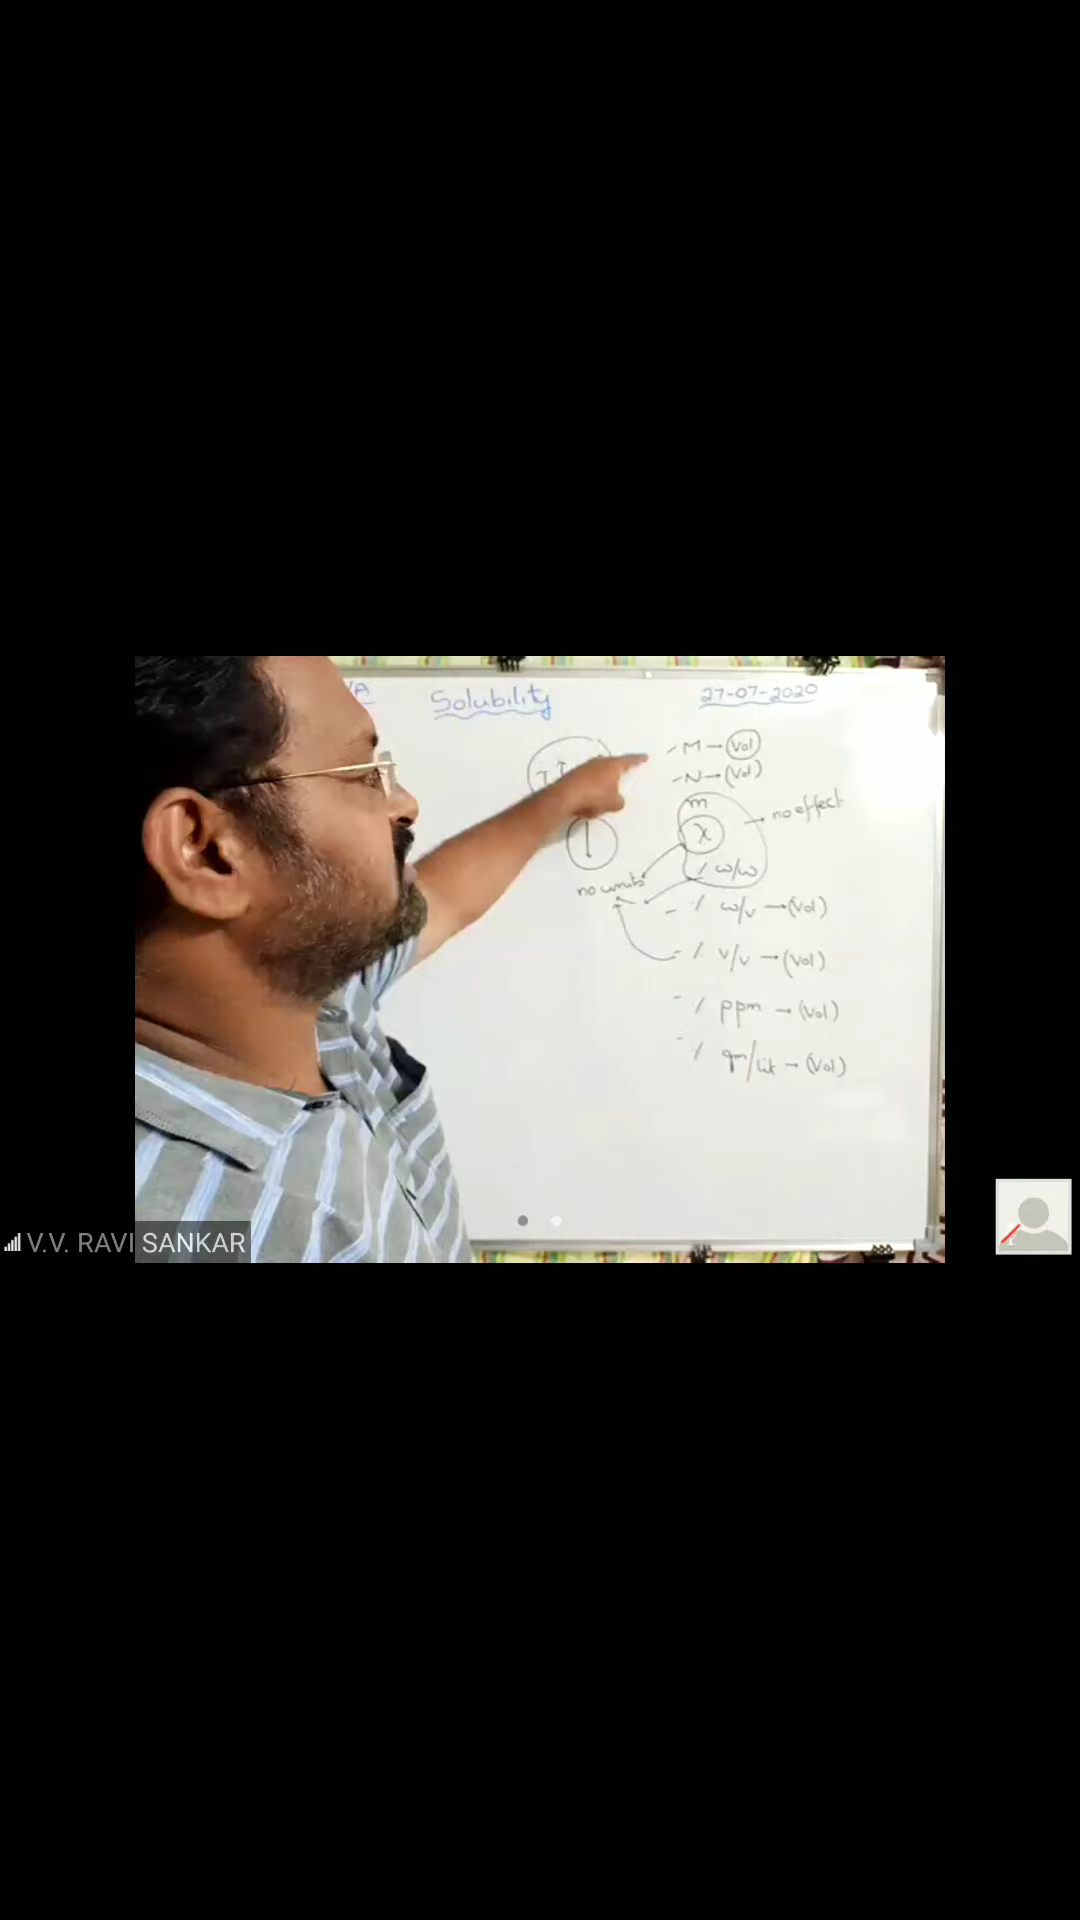 Solubility
27-07-2020
- M → (Vol)
- N → (Vol)
m
x
→ no effect
% w/w
no units
- % w/v → (Vol)
- % v/v → (Vol)
- % ppm → (Vol)
- % gm/lit → (Vol)
V.V. RAVI SANKAR